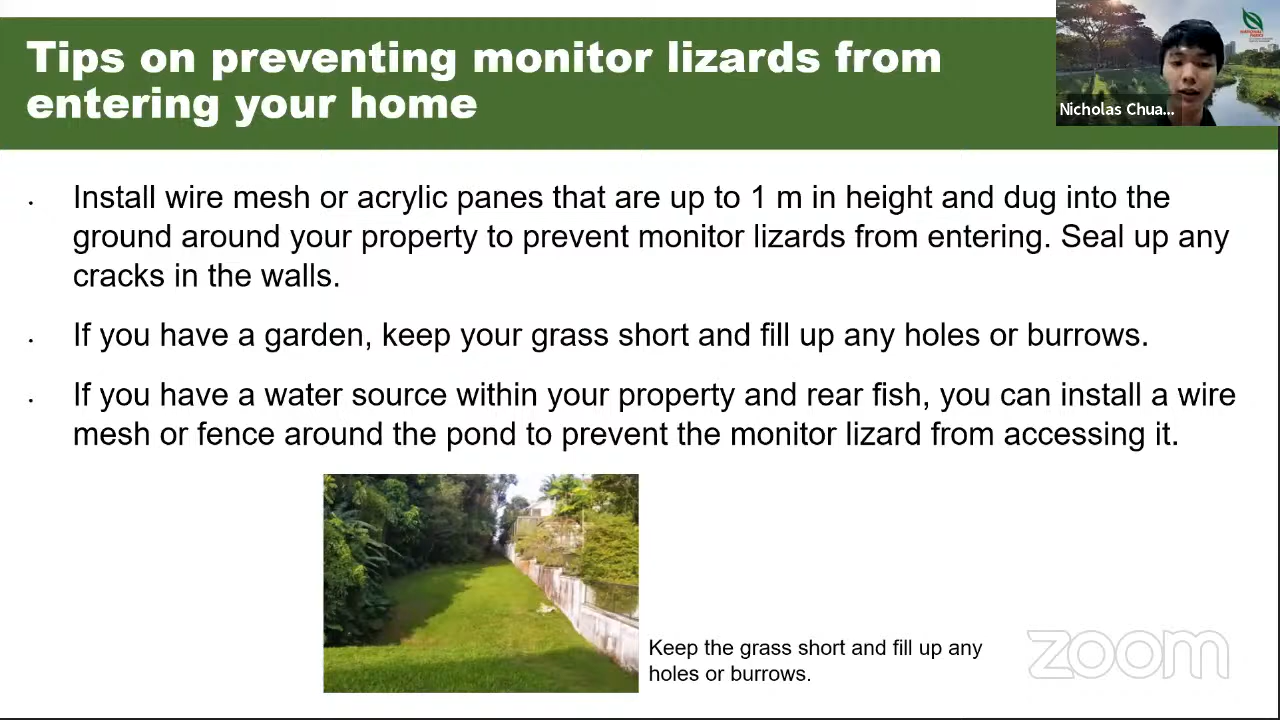 Tips on preventing monitor lizards from
entering your home
Nicholas Chua...
• Install wire mesh or acrylic panes that are up to 1 m in height and dug into the
ground around your property to prevent monitor lizards from entering. Seal up any
cracks in the walls.
• If you have a garden, keep your grass short and fill up any holes or burrows.
• If you have a water source within your property and rear fish, you can install a wire
mesh or fence around the pond to prevent the monitor lizard from accessing it.
Keep the grass short and fill up any
holes or burrows.
zoom